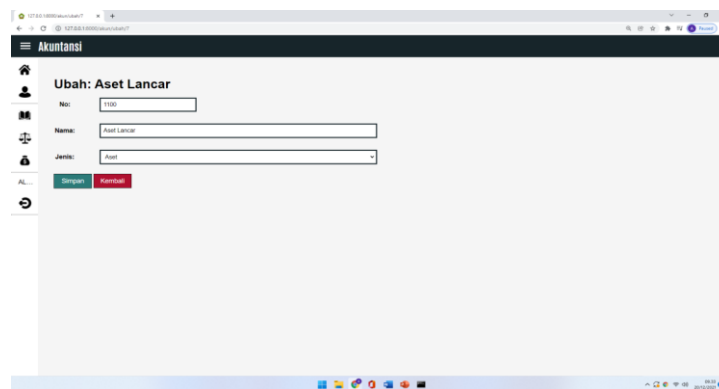 Akuntansi
Ubah: Aset Lancar
No:
1100
Nama:
Aset Lancar
Jenis:
Aset
Simpan
Kembali
AL...